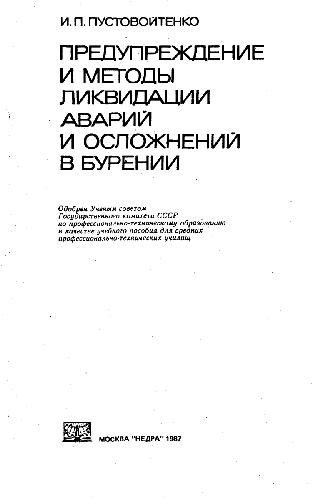 И. П. ПУСТОВОЙТЕНКО
ПРЕДУПРЕЖДЕНИЕ
И МЕТОДЫ
ЛИКВИДАЦИИ
АВАРИЙ
И ОСЛОЖНЕНИЙ
В БУРЕНИИ
Одобрен Ученым советом
Государственного комитета СССР
по профессионально-техническому образованию
в качестве учебного пособия для средних
профессионально-технических училищ
МОСКВА "НЕДРА" 1987